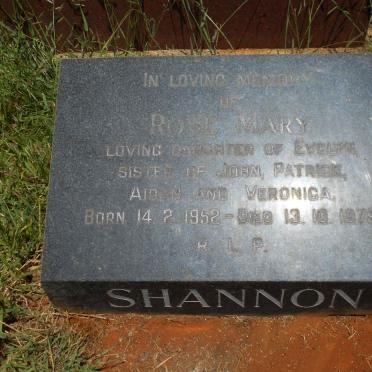 IN LOVING MEMORY
OF
ROSE MARY
LOVING DAUGHTER OF EVELYN,
SISTER OF JOHN, PATRICK,
AIDAN AND VERONICA.
BORN 14.2.1952 - DIED 13.10.
R.I.P.
SHANNON